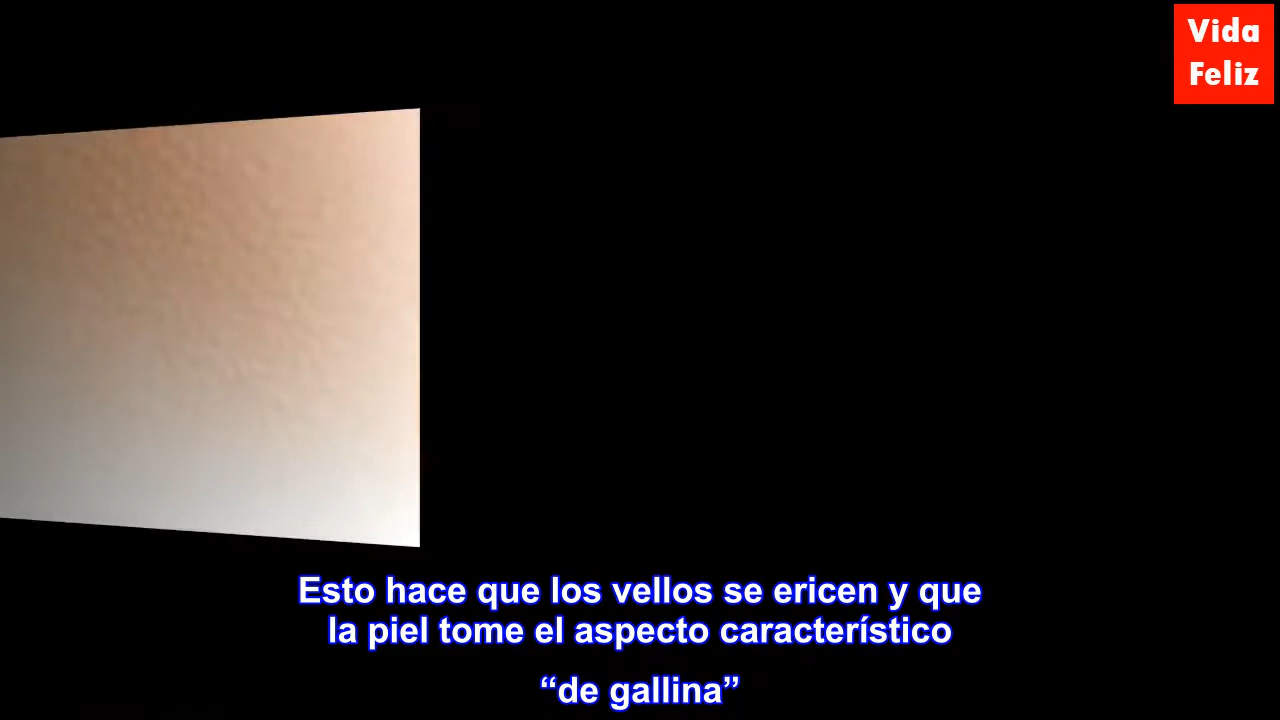 Vida
Feliz
Esto hace que los vellos se ericen y que
la piel tome el aspecto característico
“de gallina”